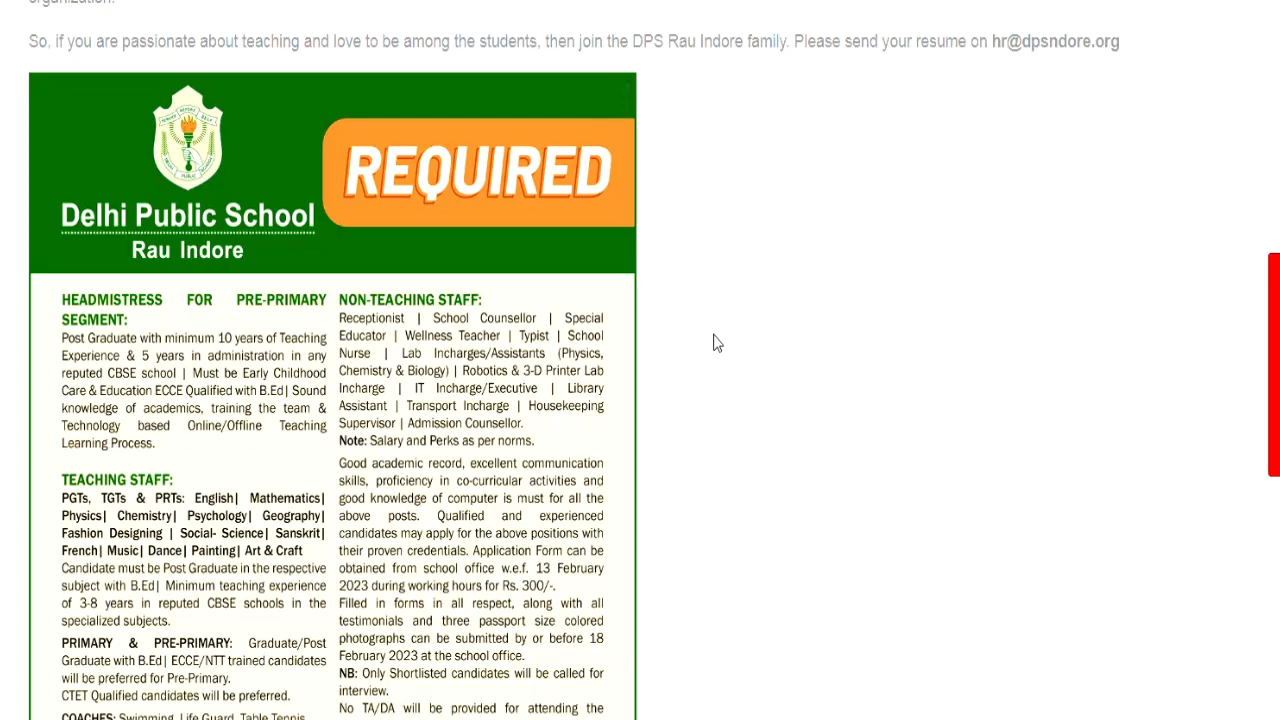 organization.
So, if you are passionate about teaching and love to be among the students, then join the DPS Rau Indore family. Please send your resume on hr@dpsndore.org
REQUIRED
Delhi Public School
Rau Indore
HEADMISTRESS FOR PRE-PRIMARY
SEGMENT:
Post Graduate with minimum 10 years of Teaching
Experience & 5 years in administration in any
reputed CBSE school | Must be Early Childhood
Care & Education ECCE Qualified with B.Ed| Sound
knowledge of academics, training the team &
Technology based Online/Offline Teaching
Learning Process.
TEACHING STAFF:
PGTs, TGTs & PRTs: English| Mathematics|
Physics| Chemistry| Psychology| Geography|
Fashion Designing | Social- Science| Sanskrit|
French| Music| Dance| Painting| Art & Craft
Candidate must be Post Graduate in the respective
subject with B.Ed| Minimum teaching experience
of 3-8 years in reputed CBSE schools in the
specialized subjects.
PRIMARY & PRE-PRIMARY: Graduate/Post
Graduate with B.Ed| ECCE/NTT trained candidates
will be preferred for Pre-Primary.
CTET Qualified candidates will be preferred.
COACHES: Swimming, Life Guard, Table Tennis
NON-TEACHING STAFF:
Receptionist | School Counsellor | Special
Educator | Wellness Teacher | Typist | School
Nurse | Lab Incharges/Assistants (Physics,
Chemistry & Biology) | Robotics & 3-D Printer Lab
Incharge | IT Incharge/Executive | Library
Assistant | Transport Incharge | Housekeeping
Supervisor | Admission Counsellor.
Note: Salary and Perks as per norms.
Good academic record, excellent communication
skills, proficiency in co-curricular activities and
good knowledge of computer is must for all the
above posts. Qualified and experienced
candidates may apply for the above positions with
their proven credentials. Application Form can be
obtained from school office w.e.f. 13 February
2023 during working hours for Rs. 300/-.
Filled in forms in all respect, along with all
testimonials and three passport size colored
photographs can be submitted by or before 18
February 2023 at the school office.
NB: Only Shortlisted candidates will be called for
interview.
No TA/DA will be provided for attending the